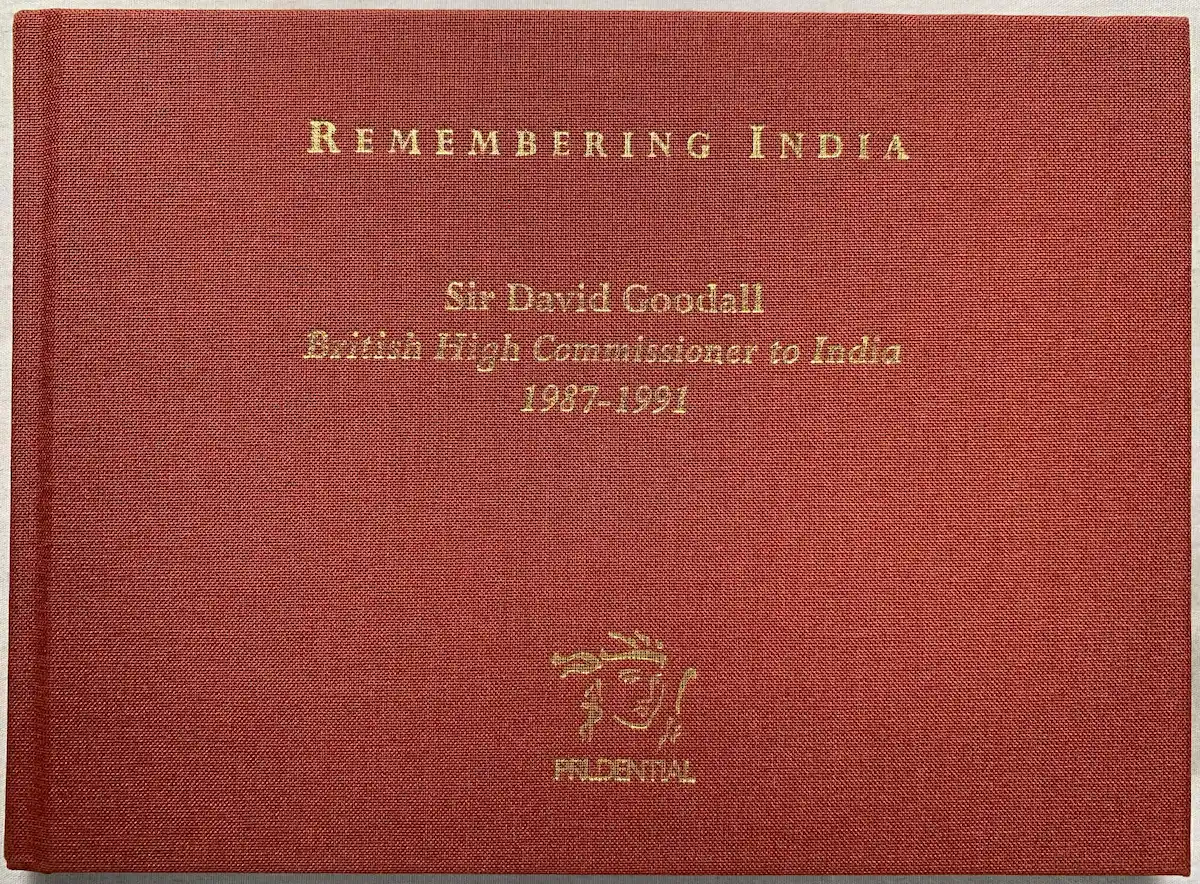 REMEMBERING INDIA
Sir David Goodall
British High Commissioner to India
1987-1991
PRUDENTIAL